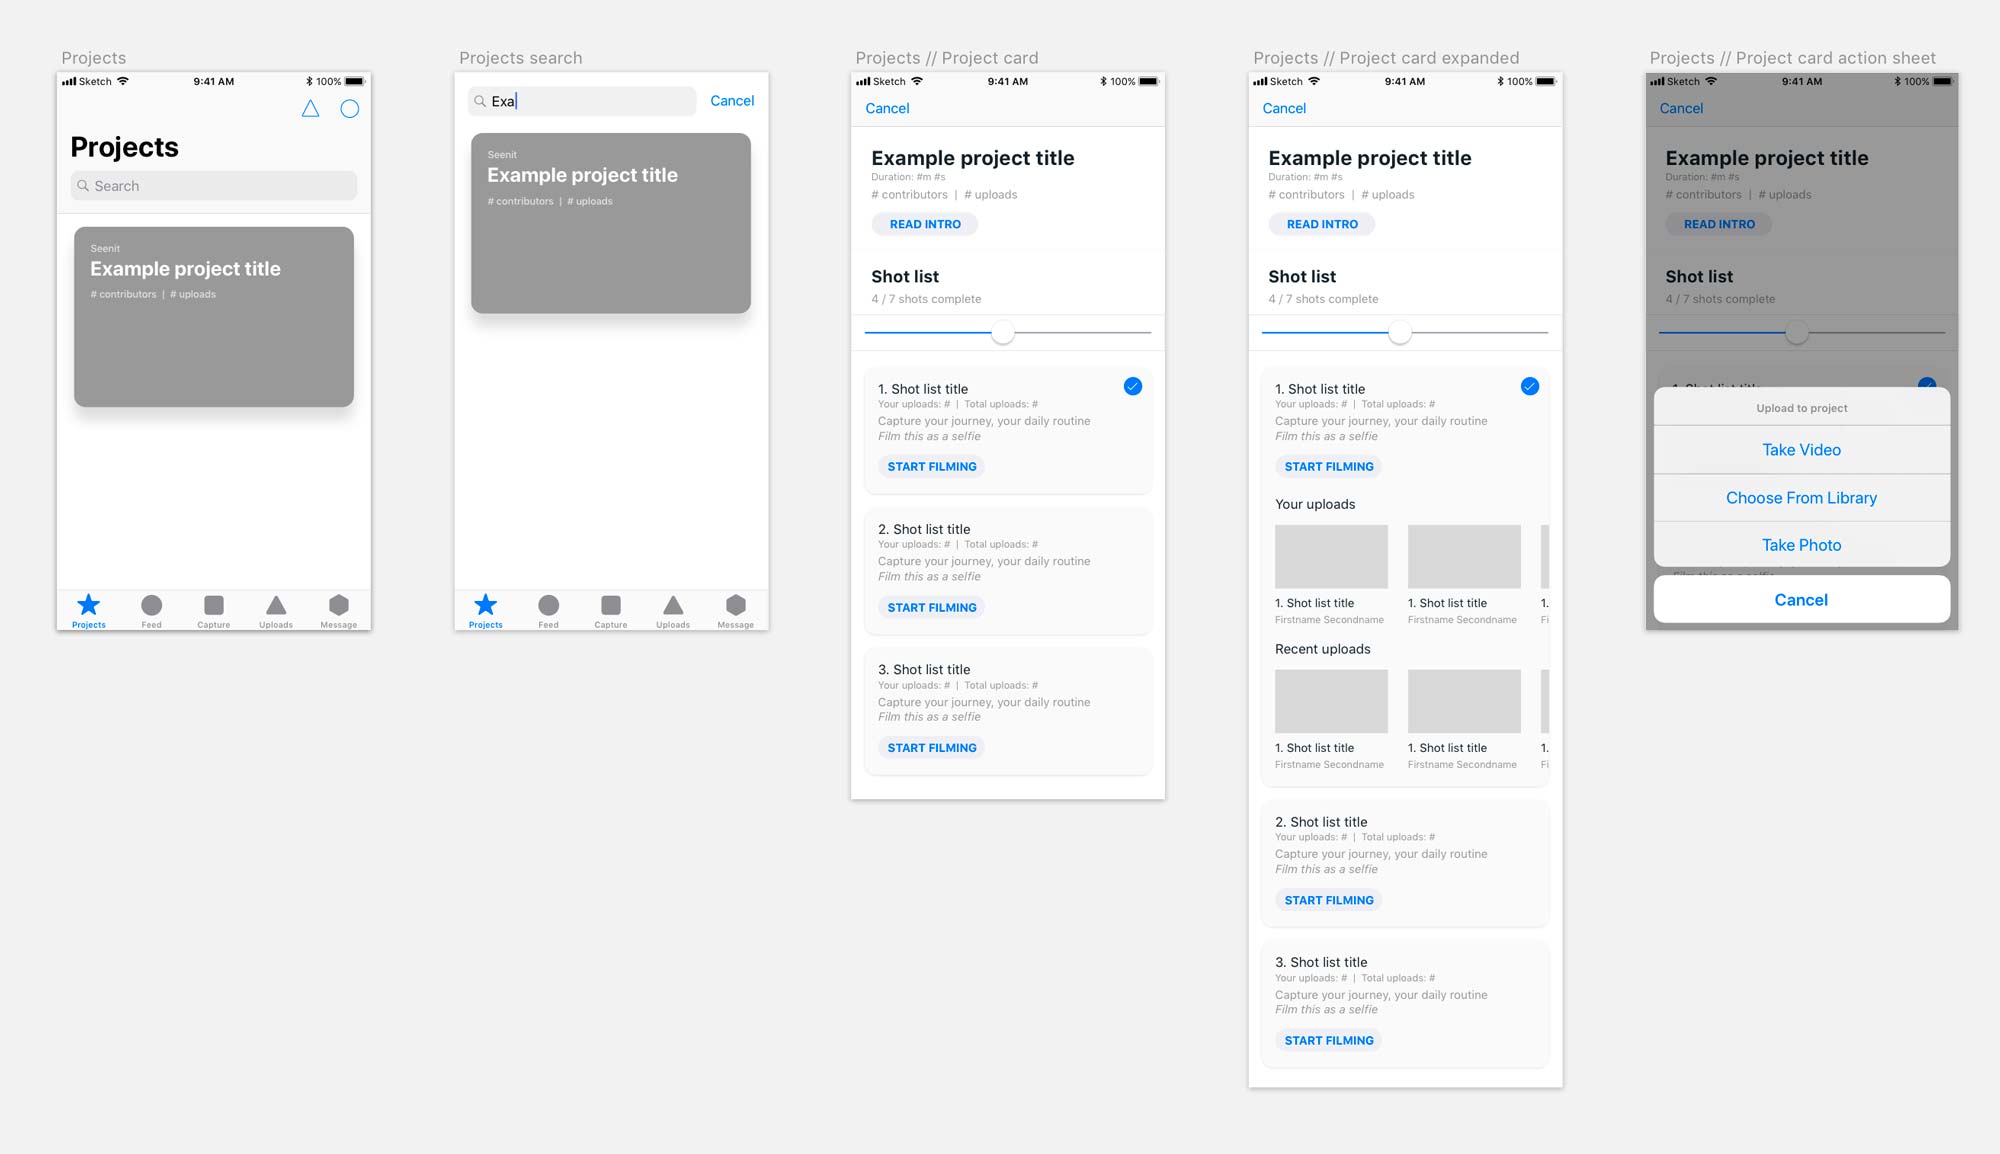 Projects
Sketch 9:41 AM 100%
Projects
Search
Seenit
Example project title
# contributors | # uploads
Projects Feed Capture Uploads Message
Projects search
Exa Cancel
Seenit
Example project title
# contributors | # uploads
Projects Feed Capture Uploads Message
Projects // Project card
Sketch 9:41 AM 100%
Cancel
Example project title
Duration: #m #s
# contributors | # uploads
READ INTRO
Shot list
4 / 7 shots complete
1. Shot list title
Your uploads: # | Total uploads: #
Capture your journey, your daily routine
Film this as a selfie
START FILMING
2. Shot list title
Your uploads: # | Total uploads: #
Capture your journey, your daily routine
Film this as a selfie
START FILMING
3. Shot list title
Your uploads: # | Total uploads: #
Capture your journey, your daily routine
Film this as a selfie
START FILMING
Projects // Project card expanded
Sketch 9:41 AM 100%
Cancel
Example project title
Duration: #m #s
# contributors | # uploads
READ INTRO
Shot list
4 / 7 shots complete
1. Shot list title
Your uploads: # | Total uploads: #
Capture your journey, your daily routine
Film this as a selfie
START FILMING
Your uploads
1. Shot list title 1. Shot list title 1.
Firstname Secondname Firstname Secondname Fi
Recent uploads
1. Shot list title 1. Shot list title 1.
Firstname Secondname Firstname Secondname Fi
2. Shot list title
Your uploads: # | Total uploads: #
Capture your journey, your daily routine
Film this as a selfie
START FILMING
3. Shot list title
Your uploads: # | Total uploads: #
Capture your journey, your daily routine
Film this as a selfie
START FILMING
Projects // Project card action sheet
Sketch 9:41 AM 100%
Cancel
Example project title
Duration: #m #s
# contributors | # uploads
READ INTRO
Shot list
4 / 7 shots complete
Upload to project
Take Video
Choose From Library
Take Photo
Cancel